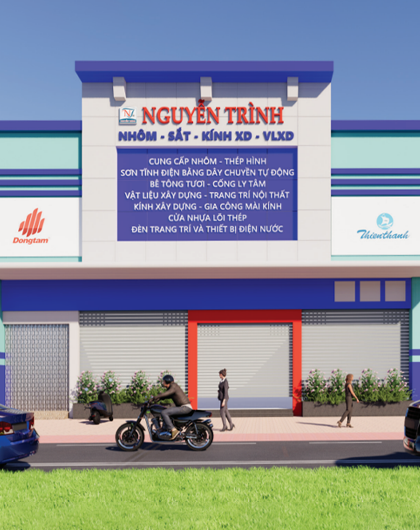 NGUYỄN TRÌNH
NHÔM - SẮT - KÍNH XD - VLXD
CUNG CẤP NHÔM - THÉP HÌNH
SƠN TĨNH ĐIỆN BẰNG DÂY CHUYỀN TỰ ĐỘNG
BÊ TÔNG TƯƠI - CỐNG LY TÂM
VẬT LIỆU XÂY DỰNG - TRANG TRÍ NỘI THẤT
KÍNH XÂY DỰNG - GIA CÔNG MÀI KÍNH
CỬA NHỰA LÕI THÉP
ĐÈN TRANG TRÍ VÀ THIẾT BỊ ĐIỆN NƯỚC
Dongtam
Thienthanh